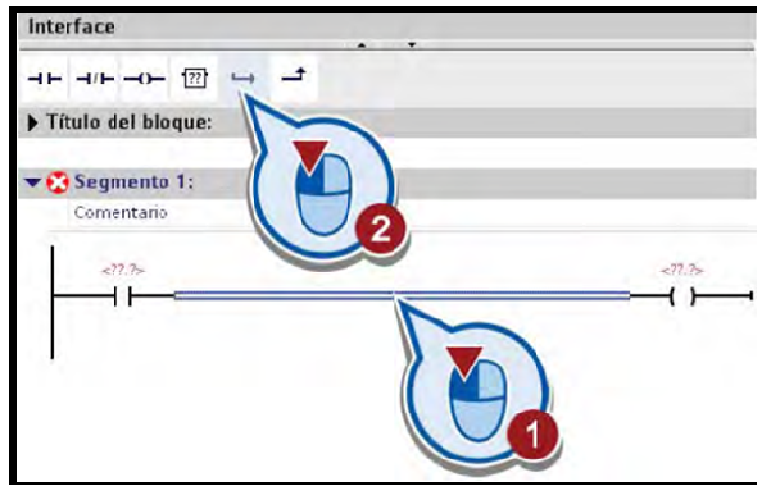 Interface
??
Título del bloque:
Segmento 1:
Comentario
2
<??.?> <??.?>
1